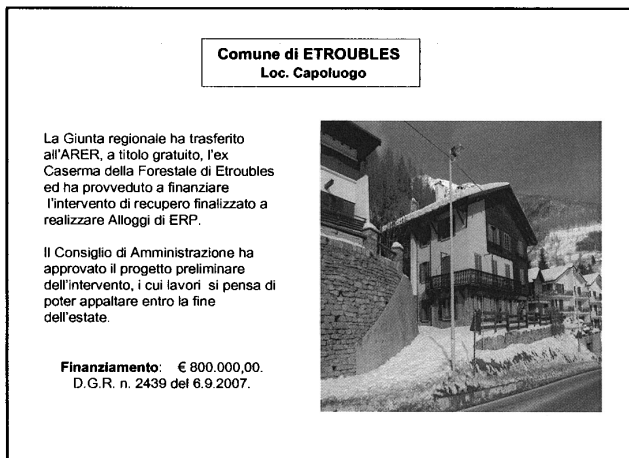 Comune di ETROUBLES
Loc. Capoluogo
La Giunta regionale ha trasferito
all'ARER, a titolo gratuito, l'ex
Caserma della Forestale di Etroubles
ed ha provveduto a finanziare
l'intervento di recupero finalizzato a
realizzare Alloggi di ERP.
Il Consiglio di Amministrazione ha
approvato il progetto preliminare
dell'intervento, i cui lavori si pensa di
poter appaltare entro la fine
dell'estate.
Finanziamento: € 800.000,00.
D.G.R. n. 2439 del 6.9.2007.